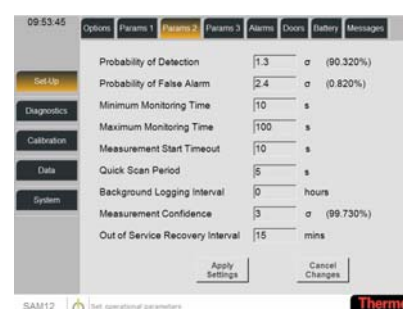 09:53:45
Options Params 1 Params 2 Params 3 Alarms Doors Battery Messages
Set-Up
Diagnostics
Calibration
Data
System
Probability of Detection 1.3 σ (90.320%)
Probability of False Alarm 2.4 σ (0.820%)
Minimum Monitoring Time 10 s
Maximum Monitoring Time 100 s
Measurement Start Timeout 10 s
Quick Scan Period 5 s
Background Logging Interval 0 hours
Measurement Confidence 3 σ (99.730%)
Out of Service Recovery Interval 15 mins
Apply Settings
Cancel Changes
SAM12 Set operational parameters Thermo